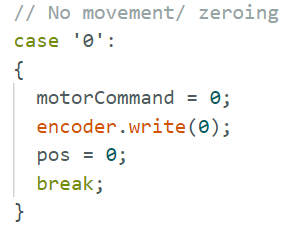 // No movement/ zeroing
case '0':
{
motorCommand = 0;
encoder.write(0);
pos = 0;
break;
}